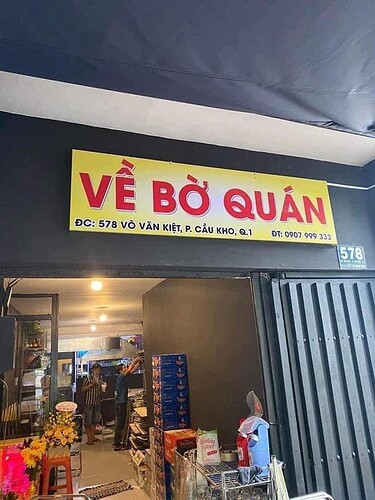 VỀ BỜ QUÁN
ĐC: 578 VÕ VĂN KIỆT, P. CẦU KHO, Q.1 ĐT: 0907 999 333
578